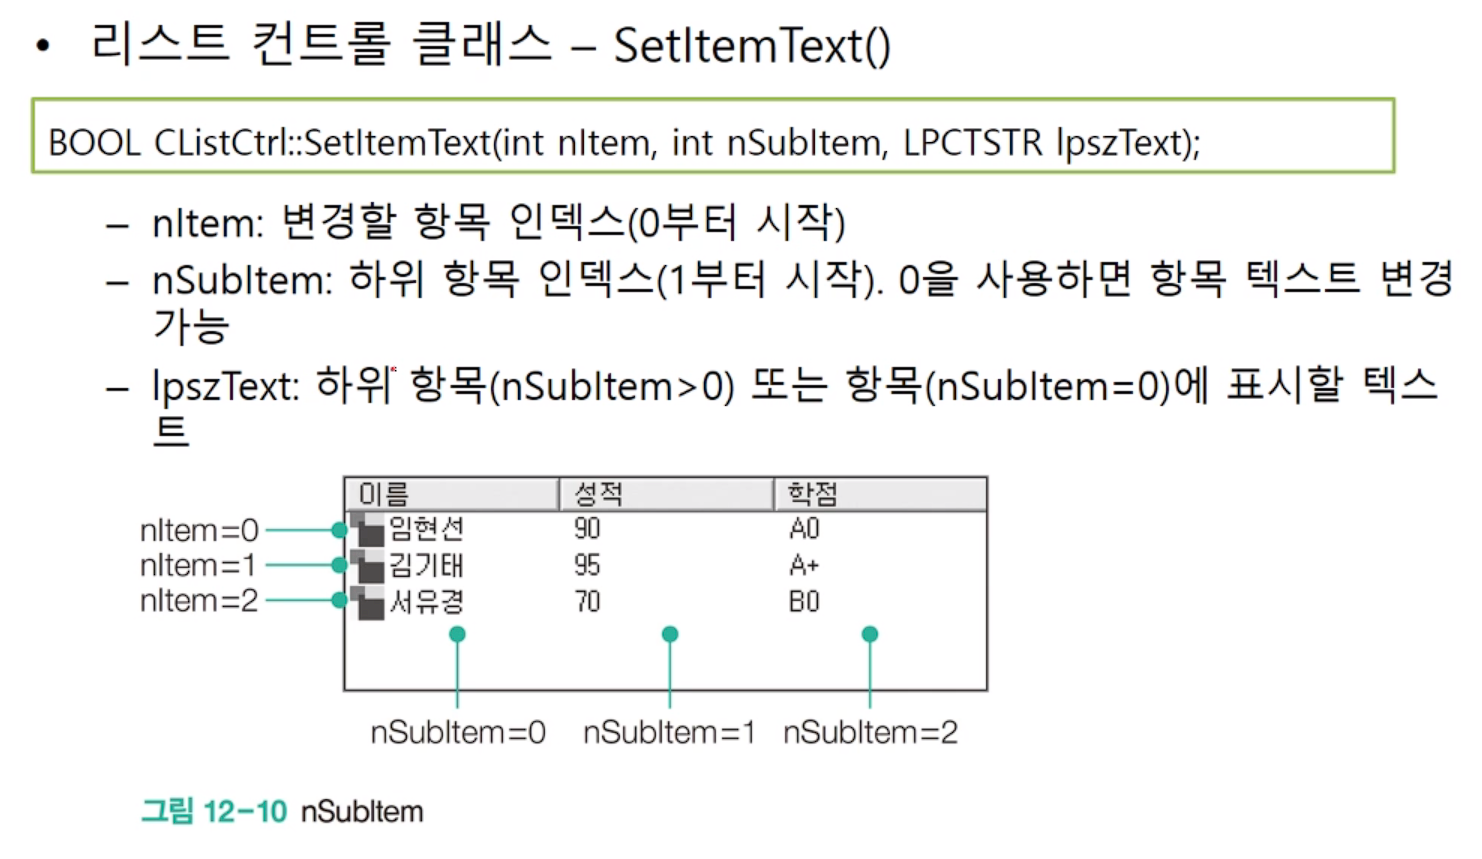 • 리스트 컨트롤 클래스 – SetItemText()
BOOL CListCtrl::SetItemText(int nItem, int nSubItem, LPCTSTR lpszText);
– nItem: 변경할 항목 인덱스(0부터 시작)
– nSubItem: 하위 항목 인덱스(1부터 시작). 0을 사용하면 항목 텍스트 변경
가능
– lpszText: 하위 항목(nSubItem>0) 또는 항목(nSubItem=0)에 표시할 텍스
트
이름 성적 학점
nItem=0 임현선 90 A0
nItem=1 김기태 95 A+
nItem=2 서유경 70 B0
nSubItem=0 nSubItem=1 nSubItem=2
그림 12-10 nSubItem